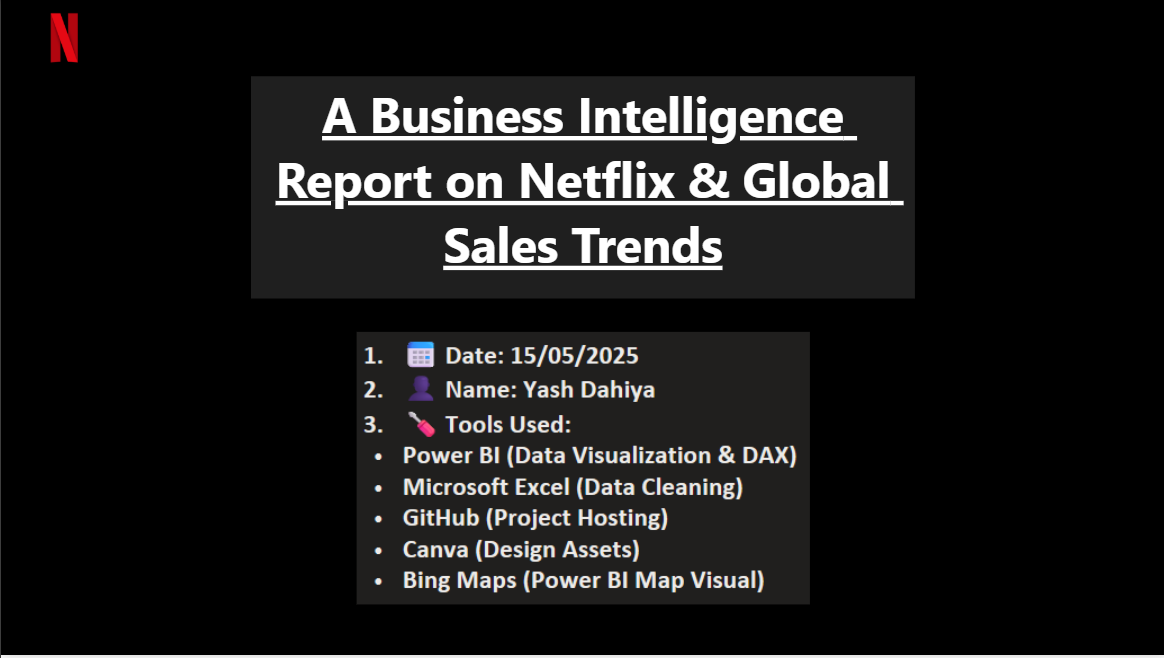 N
A Business Intelligence
Report on Netflix & Global
Sales Trends
1. 📅 Date: 15/05/2025
2. 👤 Name: Yash Dahiya
3. 🪛 Tools Used:
• Power BI (Data Visualization & DAX)
• Microsoft Excel (Data Cleaning)
• GitHub (Project Hosting)
• Canva (Design Assets)
• Bing Maps (Power BI Map Visual)